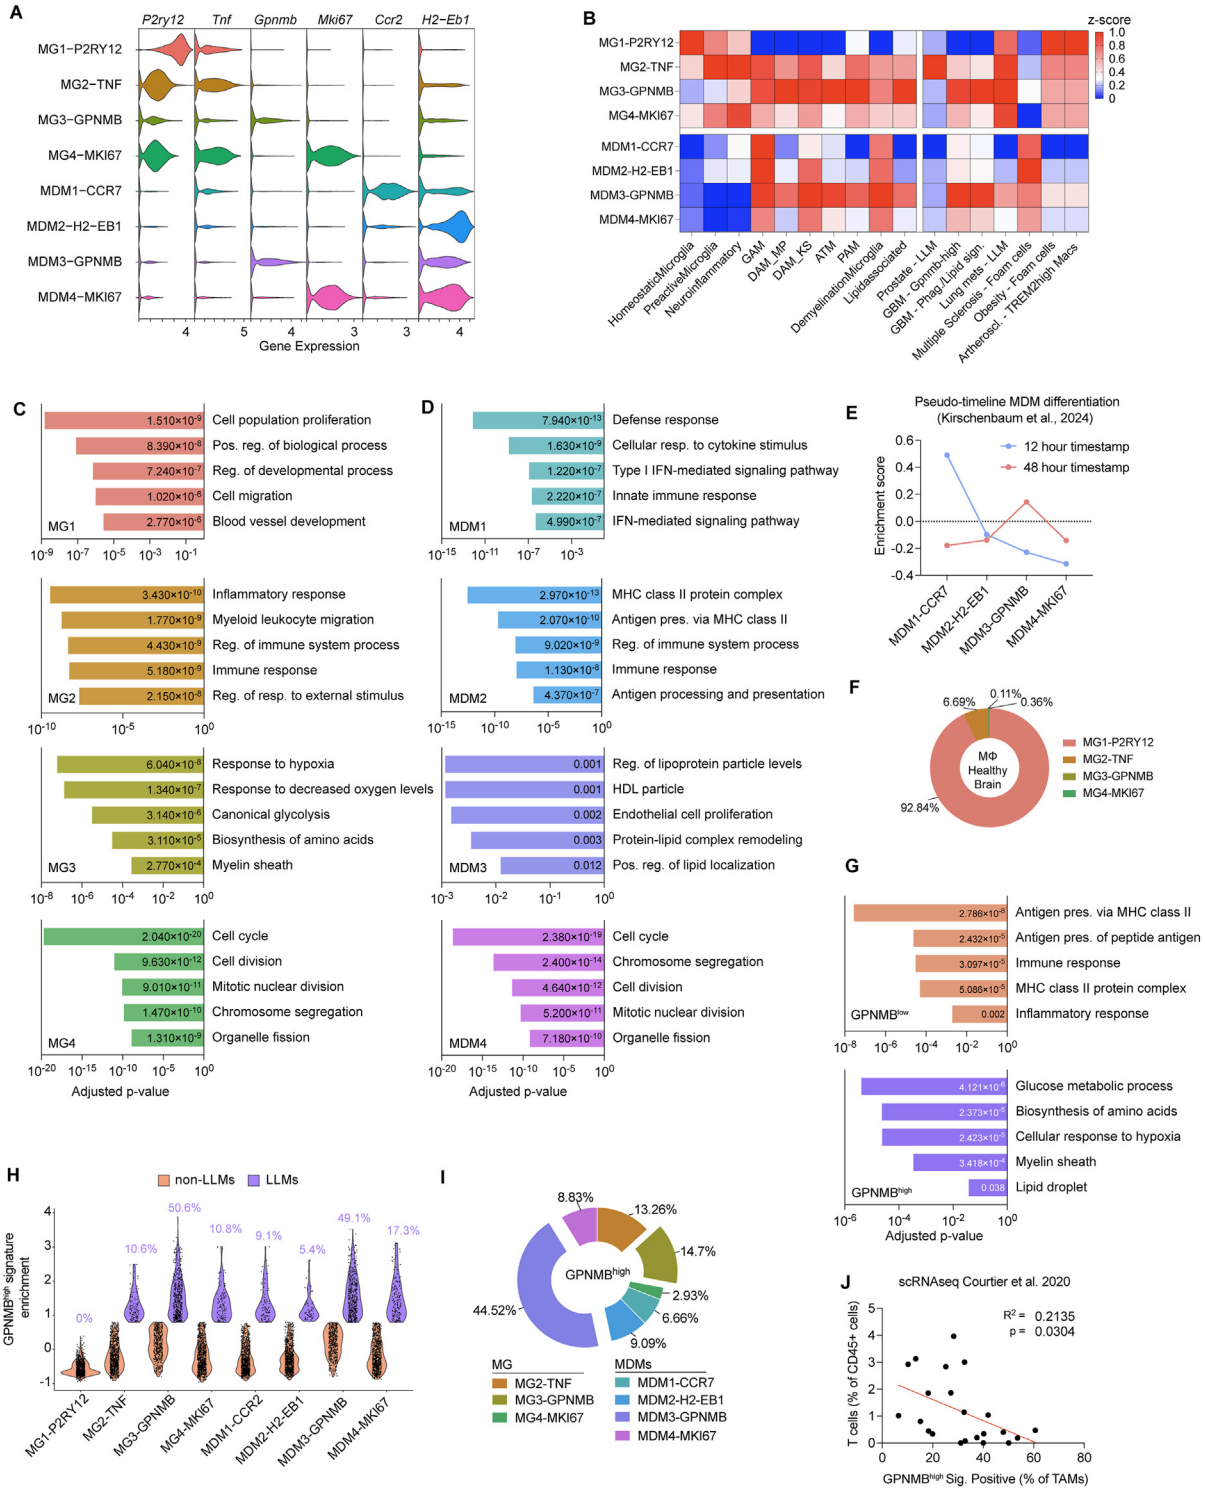 A
P2ry12 Tnf Gpnmb Mki67 Ccr2 H2-Eb1
MG1-P2RY12
MG2-TNF
MG3-GPNMB
MG4-MKI67
MDM1-CCR7
MDM2-H2-EB1
MDM3-GPNMB
MDM4-MKI67
4 5 4 3 3 4
Gene Expression
B
z-score
1.0
0.8
0.6
0.4
0.2
0
MG1-P2RY12
MG2-TNF
MG3-GPNMB
MG4-MKI67
MDM1-CCR7
MDM2-H2-EB1
MDM3-GPNMB
MDM4-MKI67
HomeostaticMicroglia
PreactiveMicroglia
Neuroinflammatory
GAM
DAM_MP
DAM_KS
ATM
PAM
DemyelinationMicroglia
Lipidassociated
Prostate - LLM
GBM - Gpnmb-high
GBM - Phag./Lipid sign.
Lung mets - LLM
Multiple Sclerosis - Foam cells
Obesity - Foam cells
Artheroscl. - TREM2high Macs
C
1.510×10⁻⁹ Cell population proliferation
8.390×10⁻⁸ Pos. reg. of biological process
7.240×10⁻⁷ Reg. of developmental process
1.020×10⁻⁶ Cell migration
2.770×10⁻⁶ Blood vessel development
MG1
10⁻⁹ 10⁻⁷ 10⁻⁵ 10⁻³ 10⁻¹
3.430×10⁻¹⁰ Inflammatory response
1.770×10⁻⁹ Myeloid leukocyte migration
4.430×10⁻⁹ Reg. of immune system process
5.180×10⁻⁹ Immune response
2.150×10⁻⁸ Reg. of resp. to external stimulus
MG2
10⁻¹⁰ 10⁻⁵ 10⁰
6.040×10⁻⁸ Response to hypoxia
1.340×10⁻⁷ Response to decreased oxygen levels
3.140×10⁻⁶ Canonical glycolysis
3.110×10⁻⁵ Biosynthesis of amino acids
2.770×10⁻⁴ Myelin sheath
MG3
10⁻⁸ 10⁻⁶ 10⁻⁴ 10⁻² 10⁰
2.040×10⁻²⁰ Cell cycle
9.630×10⁻¹² Cell division
9.010×10⁻¹¹ Mitotic nuclear division
1.470×10⁻¹⁰ Chromosome segregation
1.310×10⁻⁹ Organelle fission
MG4
10⁻²⁰ 10⁻¹⁵ 10⁻¹⁰ 10⁻⁵ 10⁰
Adjusted p-value
D
7.940×10⁻¹³ Defense response
1.630×10⁻⁹ Cellular resp. to cytokine stimulus
1.220×10⁻⁷ Type I IFN-mediated signaling pathway
2.220×10⁻⁷ Innate immune response
4.990×10⁻⁷ IFN-mediated signaling pathway
MDM1
10⁻¹⁵ 10⁻¹¹ 10⁻⁷ 10⁻³
2.970×10⁻¹³ MHC class II protein complex
2.070×10⁻¹⁰ Antigen pres. via MHC class II
9.020×10⁻⁹ Reg. of immune system process
1.130×10⁻⁸ Immune response
4.370×10⁻⁷ Antigen processing and presentation
MDM2
10⁻¹⁵ 10⁻¹⁰ 10⁻⁵ 10⁰
0.001 Reg. of lipoprotein particle levels
0.001 HDL particle
0.002 Endothelial cell proliferation
0.003 Protein-lipid complex remodeling
0.012 Pos. reg. of lipid localization
MDM3
10⁻³ 10⁻² 10⁻¹ 10⁰
2.380×10⁻¹⁹ Cell cycle
2.400×10⁻¹⁴ Chromosome segregation
4.640×10⁻¹² Cell division
5.200×10⁻¹¹ Mitotic nuclear division
7.180×10⁻¹⁰ Organelle fission
MDM4
10⁻²⁰ 10⁻¹⁵ 10⁻¹⁰ 10⁻⁵ 10⁰
Adjusted p-value
E
Pseudo-timeline MDM differentiation
(Kirschenbaum et al., 2024)
12 hour timestamp
48 hour timestamp
Enrichment score
0.6
0.4
0.2
0.0
-0.2
-0.4
MDM1-CCR7
MDM2-H2-EB1
MDM3-GPNMB
MDM4-MKI67
F
6.69% 0.11% 0.36%
92.84%
MΦ
Healthy
Brain
MG1-P2RY12
MG2-TNF
MG3-GPNMB
MG4-MKI67
G
2.786×10⁻⁸ Antigen pres. via MHC class II
2.432×10⁻⁵ Antigen pres. of peptide antigen
3.097×10⁻⁵ Immune response
5.086×10⁻⁵ MHC class II protein complex
0.002 Inflammatory response
GPNMBˡᵒʷ
10⁻⁸ 10⁻⁶ 10⁻⁴ 10⁻² 10⁰
4.121×10⁻⁶ Glucose metabolic process
2.373×10⁻⁵ Biosynthesis of amino acids
2.423×10⁻⁵ Cellular response to hypoxia
3.418×10⁻⁴ Myelin sheath
0.038 Lipid droplet
GPNMBʰⁱᵍʰ
10⁻⁶ 10⁻⁴ 10⁻² 10⁰
Adjusted p-value
H
non-LLMs LLMs
GPNMBʰⁱᵍʰ signature
enrichment
4
3
2
1
0
-1
0% 10.6% 50.6% 10.8% 9.1% 5.4% 49.1% 17.3%
MG1-P2RY12
MG2-TNF
MG3-GPNMB
MG4-MKI67
MDM1-CCR2
MDM2-H2-EB1
MDM3-GPNMB
MDM4-MKI67
I
8.83%
13.26%
14.7%
2.93%
6.66%
9.09%
44.52%
GPNMBʰⁱᵍʰ
MG
MG2-TNF
MG3-GPNMB
MG4-MKI67
MDMs
MDM1-CCR7
MDM2-H2-EB1
MDM3-GPNMB
MDM4-MKI67
J
scRNAseq Courtier et al. 2020
R² = 0.2135
p = 0.0304
T cells (% of CD45+ cells)
5
4
3
2
1
0
0 20 40 60 80
GPNMBʰⁱᵍʰ Sig. Positive (% of TAMs)